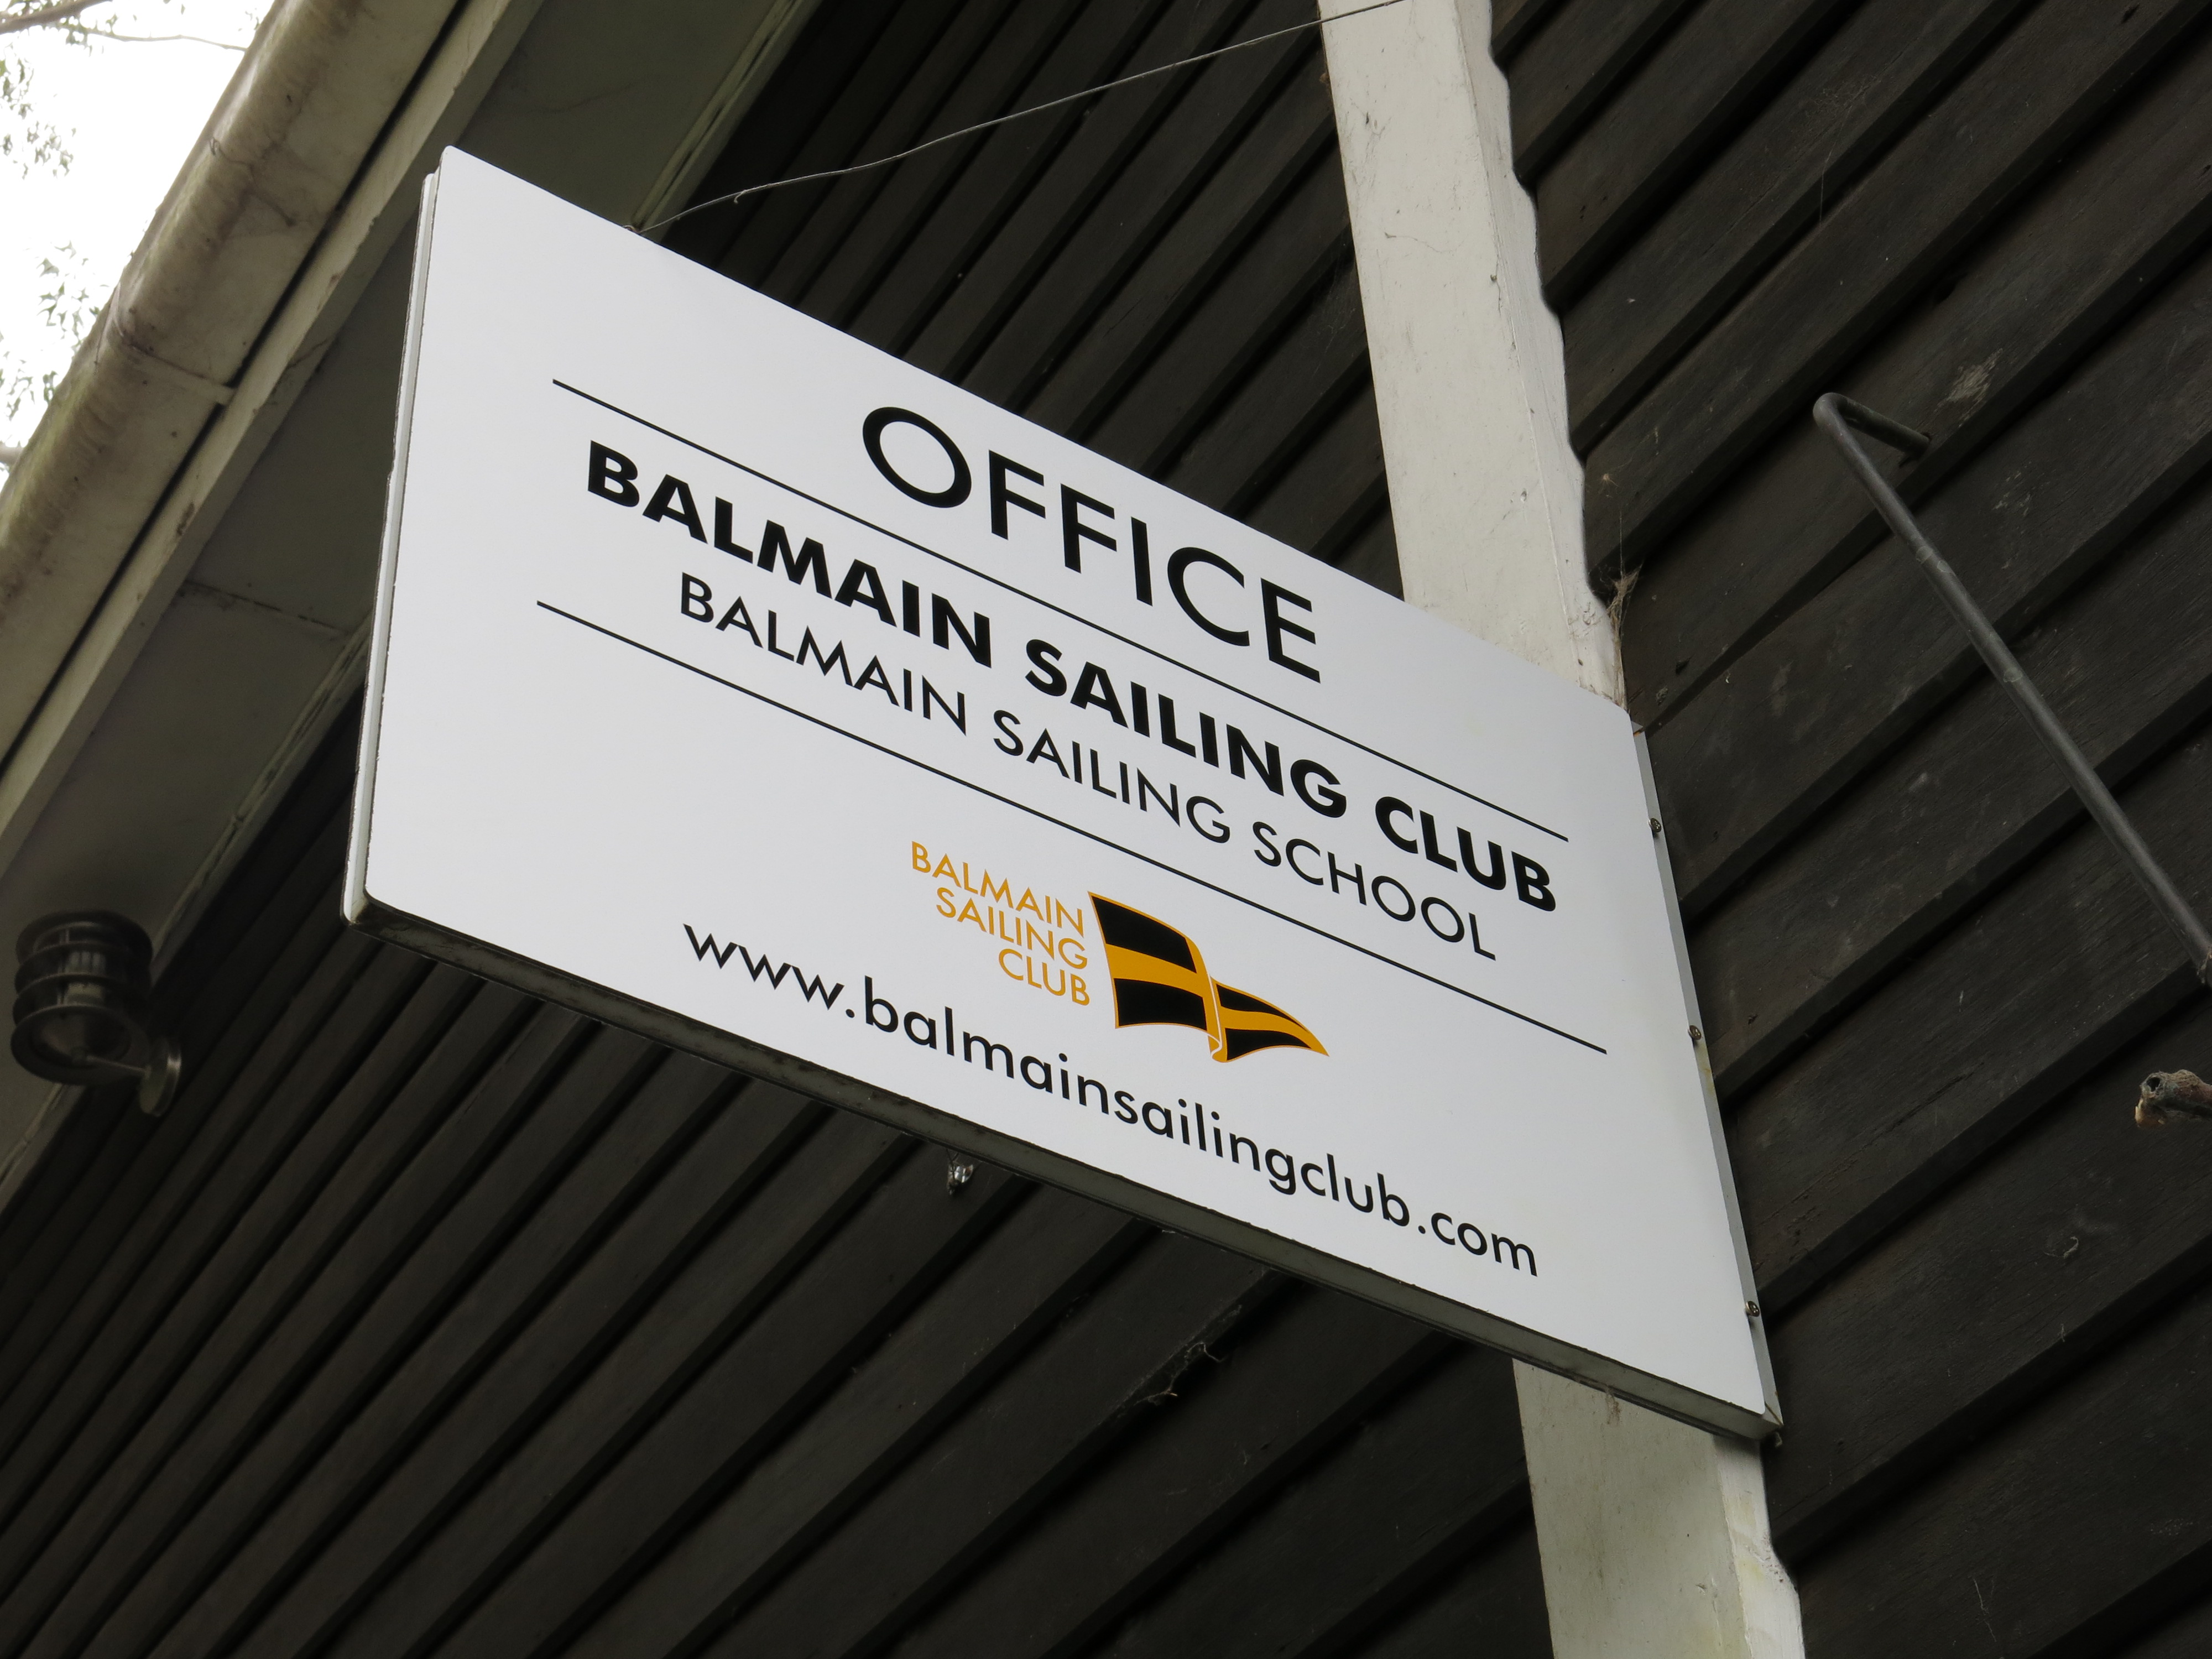 OFFICE
BALMAIN SAILING CLUB
BALMAIN SAILING SCHOOL
BALMAIN
SAILING
CLUB
www.balmainsailingclub.com